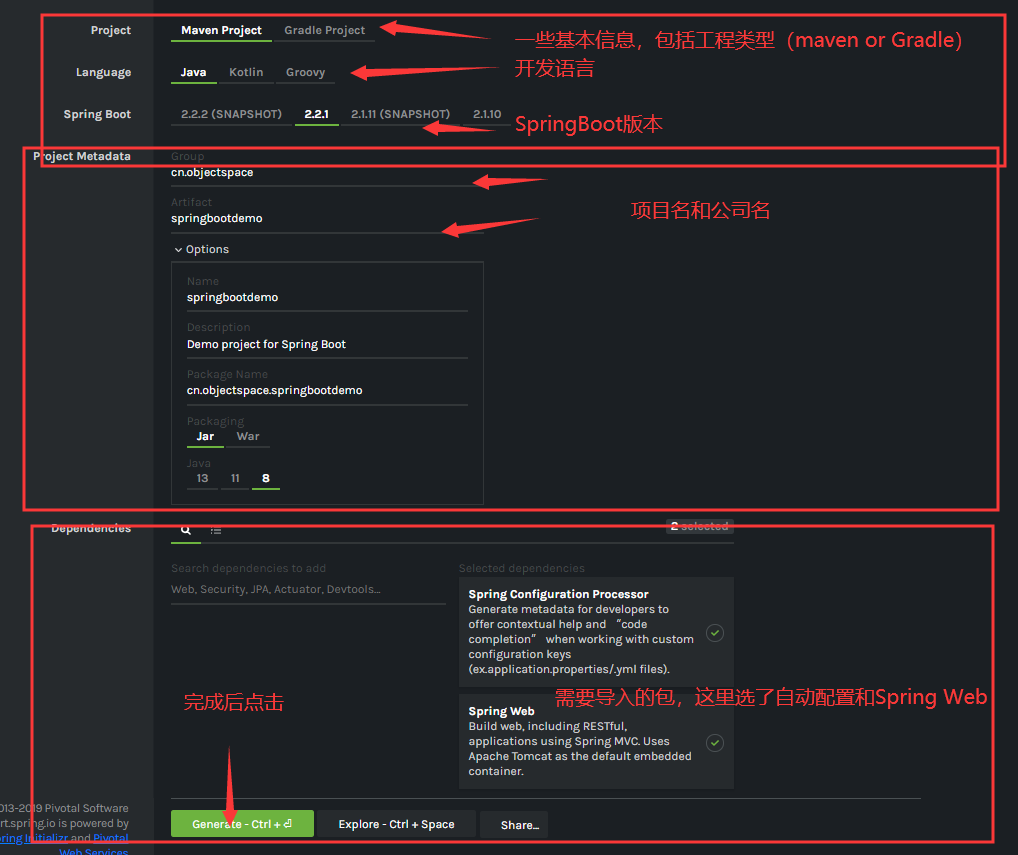 Project
Maven Project
Gradle Project
一些基本信息，包括工程类型（maven or Gradle）
开发语言
Language
Java
Kotlin
Groovy
Spring Boot
2.2.2 (SNAPSHOT)
2.2.1
2.1.11 (SNAPSHOT)
2.1.10
SpringBoot版本
Project Metadata
Group
cn.objectspace
Artifact
springbootdemo
项目名和公司名
Options
Name
springbootdemo
Description
Demo project for Spring Boot
Package Name
cn.objectspace.springbootdemo
Packaging
Jar
War
Java
13
11
8
Dependencies
2 selected
Search dependencies to add
Web, Security, JPA, Actuator, Devtools...
Selected dependencies
Spring Configuration Processor
Generate metadata for developers to
offer contextual help and “code
completion” when working with custom
configuration keys
(ex.application.properties/.yml files).
需要导入的包，这里选了自动配置和Spring Web
Spring Web
Build web, including RESTful,
applications using Spring MVC. Uses
Apache Tomcat as the default embedded
container.
完成后点击
Generate - Ctrl + ⏎
Explore - Ctrl + Space
Share...
013-2019 Pivotal Software
rt.spring.io is powered by
ring Initializr and Pivotal
Web Services